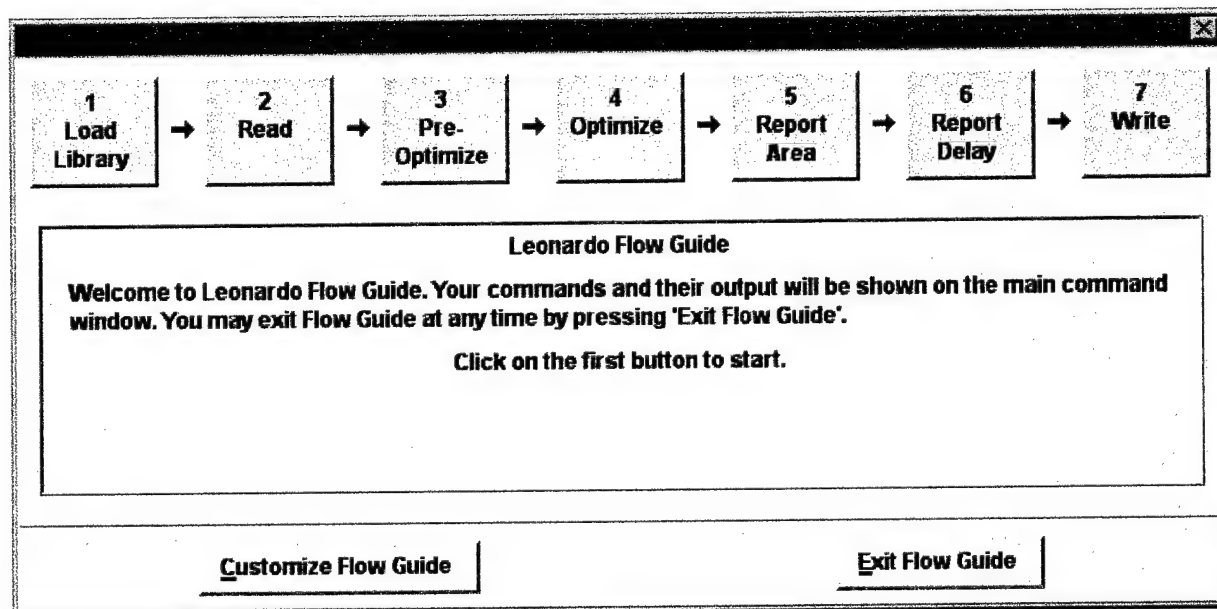 1
Load
Library
2
Read
3
Pre-
Optimize
4
Optimize
5
Report
Area
6
Report
Delay
7
Write
Leonardo Flow Guide
Welcome to Leonardo Flow Guide. Your commands and their output will be shown on the main command
window. You may exit Flow Guide at any time by pressing 'Exit Flow Guide'.
Click on the first button to start.
Customize Flow Guide
Exit Flow Guide